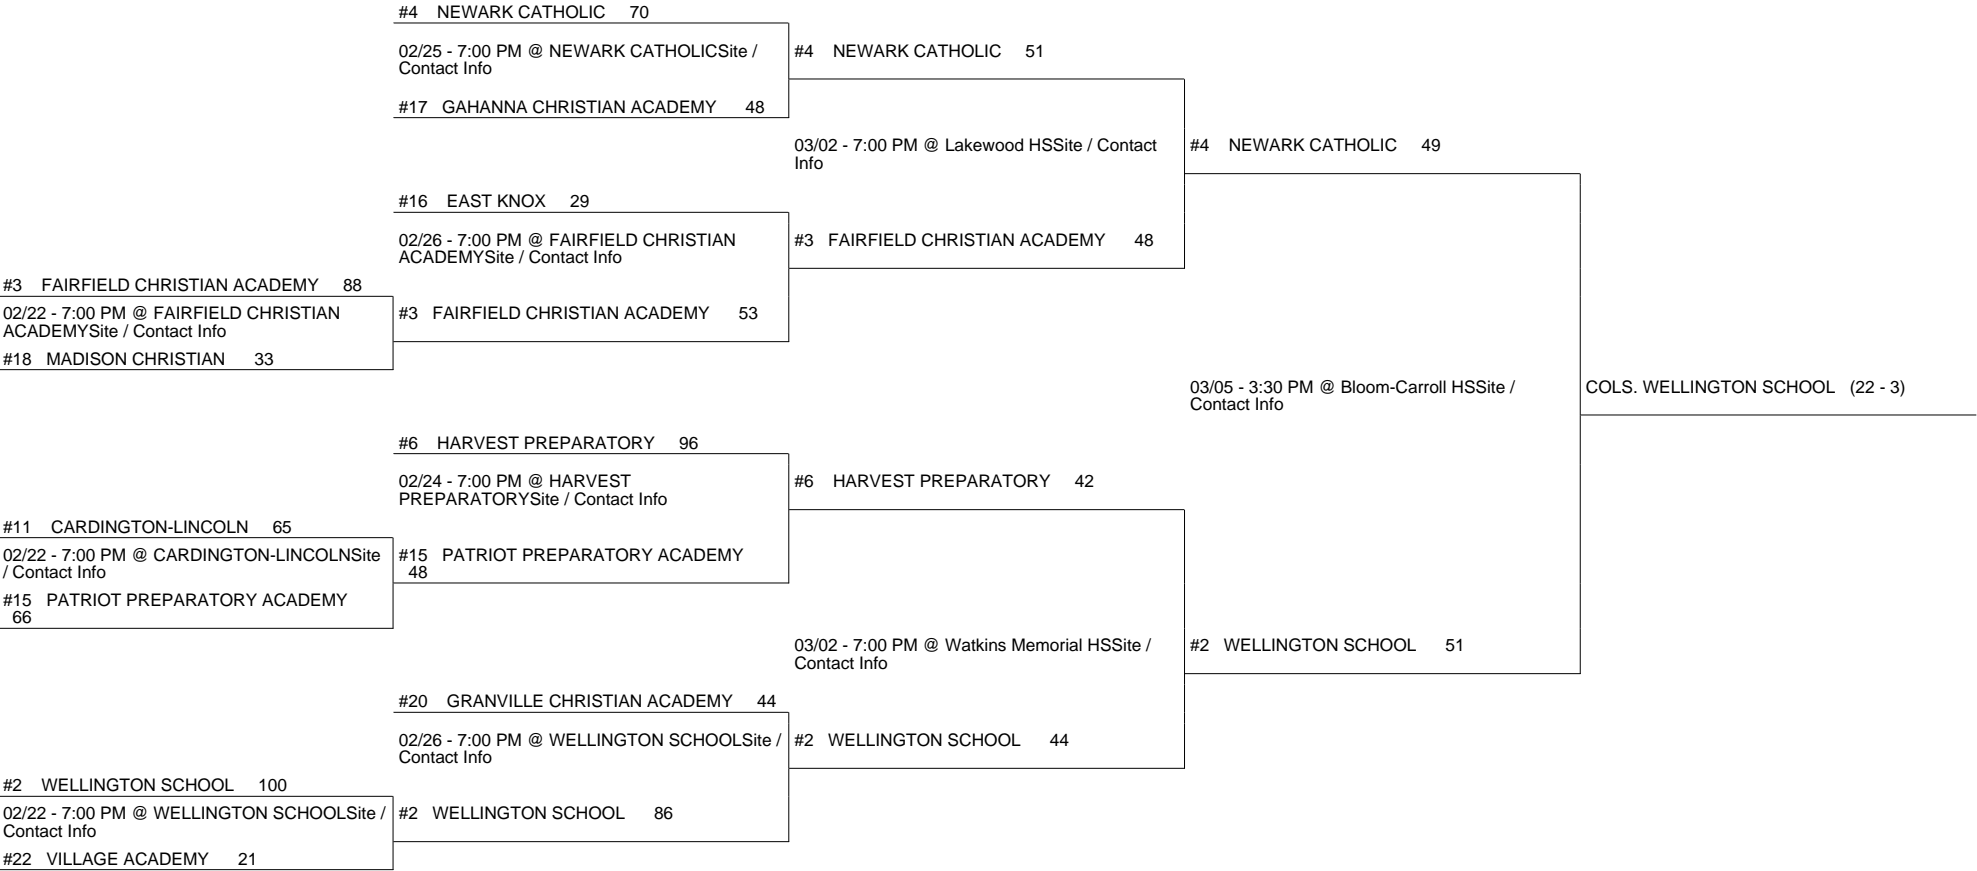 #4 NEWARK CATHOLIC 70
02/25 - 7:00 PM @ NEWARK CATHOLICSite /
Contact Info
#17 GAHANNA CHRISTIAN ACADEMY 48
#16 EAST KNOX 29
02/26 - 7:00 PM @ FAIRFIELD CHRISTIAN
ACADEMYSite / Contact Info
#3 FAIRFIELD CHRISTIAN ACADEMY 88
02/22 - 7:00 PM @ FAIRFIELD CHRISTIAN
ACADEMYSite / Contact Info
#18 MADISON CHRISTIAN 33
#3 FAIRFIELD CHRISTIAN ACADEMY 53
#4 NEWARK CATHOLIC 51
03/02 - 7:00 PM @ Lakewood HSSite / Contact
Info
#3 FAIRFIELD CHRISTIAN ACADEMY 48
#4 NEWARK CATHOLIC 49
03/05 - 3:30 PM @ Bloom-Carroll HSSite /
Contact Info
COLS. WELLINGTON SCHOOL (22 - 3)
#6 HARVEST PREPARATORY 96
02/24 - 7:00 PM @ HARVEST
PREPARATORYSite / Contact Info
#11 CARDINGTON-LINCOLN 65
02/22 - 7:00 PM @ CARDINGTON-LINCOLNSite
/ Contact Info
#15 PATRIOT PREPARATORY ACADEMY
66
#15 PATRIOT PREPARATORY ACADEMY
48
#6 HARVEST PREPARATORY 42
03/02 - 7:00 PM @ Watkins Memorial HSSite /
Contact Info
#2 WELLINGTON SCHOOL 51
#20 GRANVILLE CHRISTIAN ACADEMY 44
02/26 - 7:00 PM @ WELLINGTON SCHOOLSite /
Contact Info
#2 WELLINGTON SCHOOL 44
#2 WELLINGTON SCHOOL 100
02/22 - 7:00 PM @ WELLINGTON SCHOOLSite /
Contact Info
#22 VILLAGE ACADEMY 21
#2 WELLINGTON SCHOOL 86